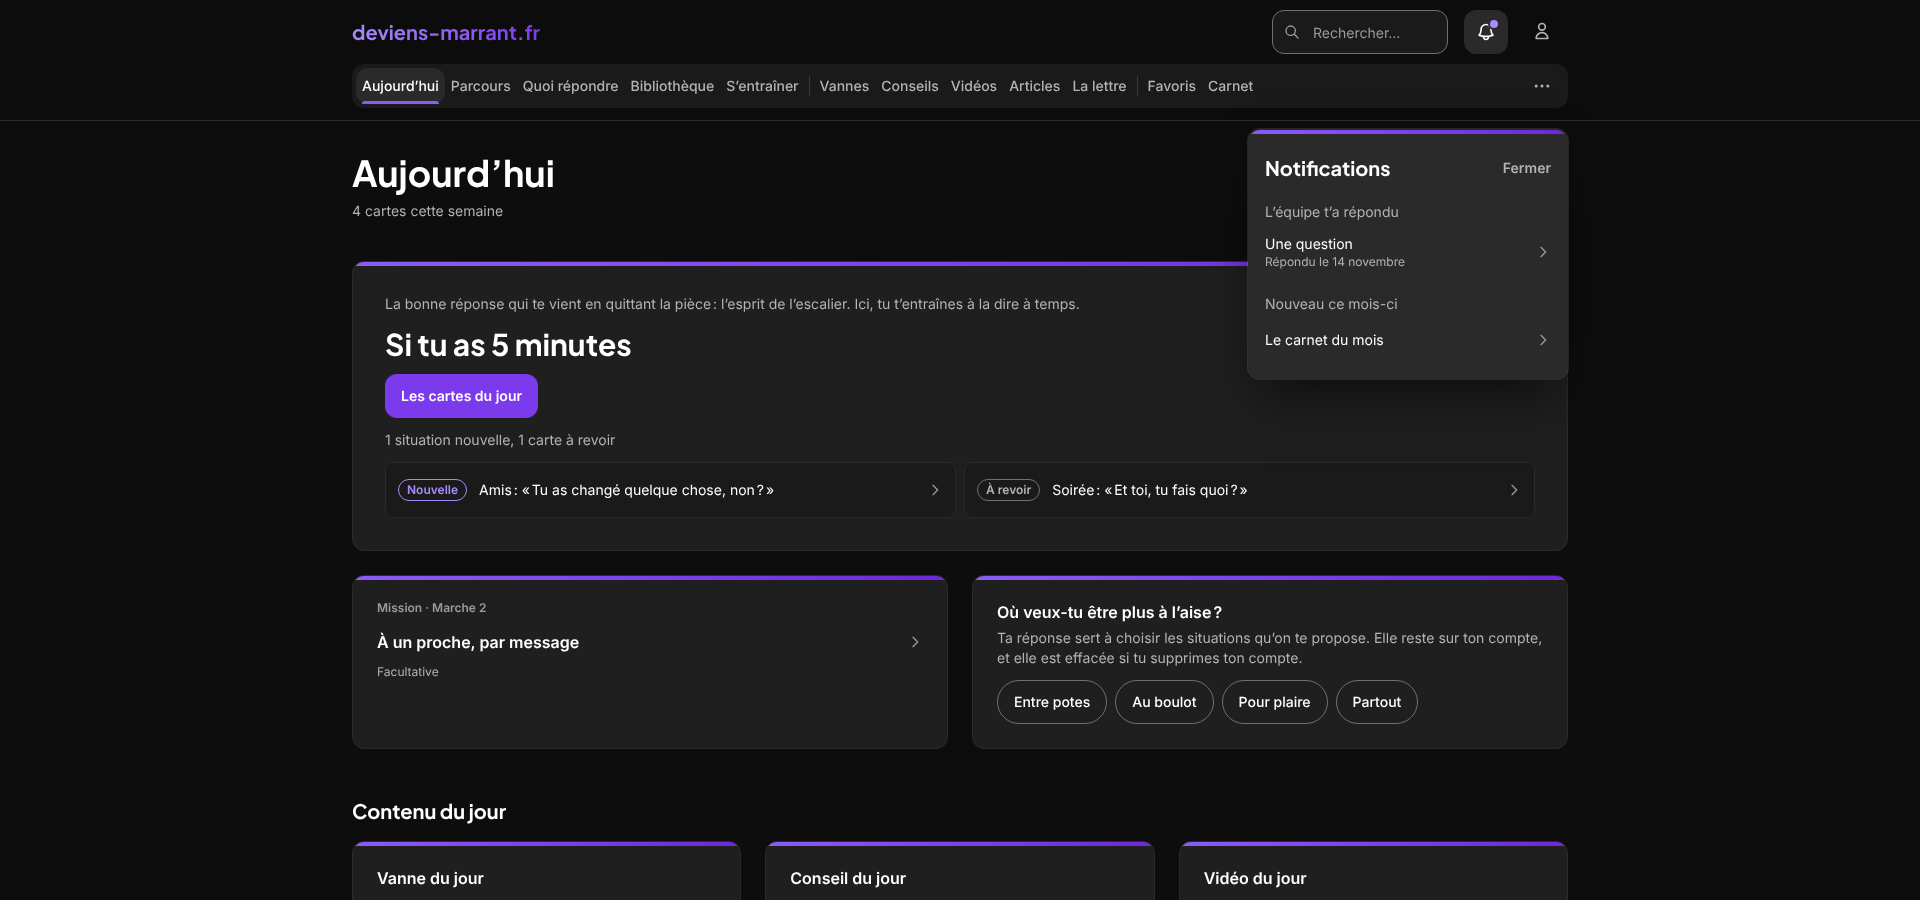 deviens-marrant.fr
Rechercher...
Aujourd’hui Parcours Quoi répondre Bibliothèque S’entraîner Vannes Conseils Vidéos Articles La lettre Favoris Carnet
Aujourd’hui
4 cartes cette semaine
Notifications Fermer
L’équipe t’a répondu
Une question
Répondu le 14 novembre
Nouveau ce mois-ci
Le carnet du mois
La bonne réponse qui te vient en quittant la pièce : l’esprit de l’escalier. Ici, tu t’entraînes à la dire à temps.
Si tu as 5 minutes
Les cartes du jour
1 situation nouvelle, 1 carte à revoir
Nouvelle Amis : « Tu as changé quelque chose, non ? »
À revoir Soirée : « Et toi, tu fais quoi ? »
Mission · Marche 2
À un proche, par message
Facultative
Où veux-tu être plus à l’aise ?
Ta réponse sert à choisir les situations qu’on te propose. Elle reste sur ton compte,
et elle est effacée si tu supprimes ton compte.
Entre potes Au boulot Pour plaire Partout
Contenu du jour
Vanne du jour
Conseil du jour
Vidéo du jour